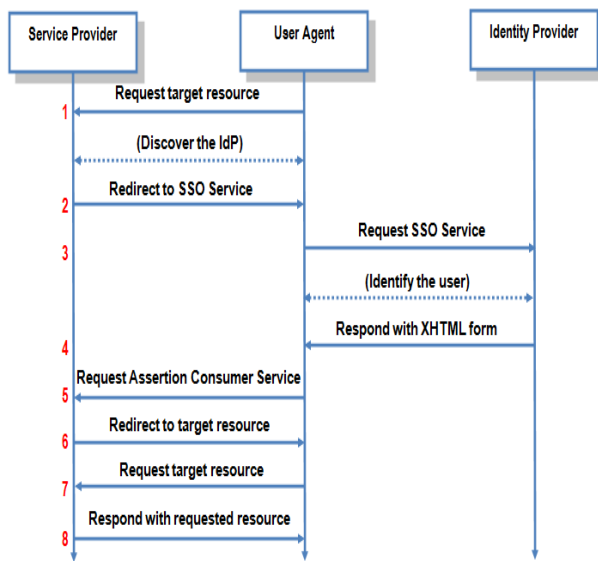 Service Provider
User Agent
Identity Provider
Request target resource
1
(Discover the IdP)
Redirect to SSO Service
2
Request SSO Service
3
(Identify the user)
Respond with XHTML form
4
Request Assertion Consumer Service
5
Redirect to target resource
6
Request target resource
7
Respond with requested resource
8